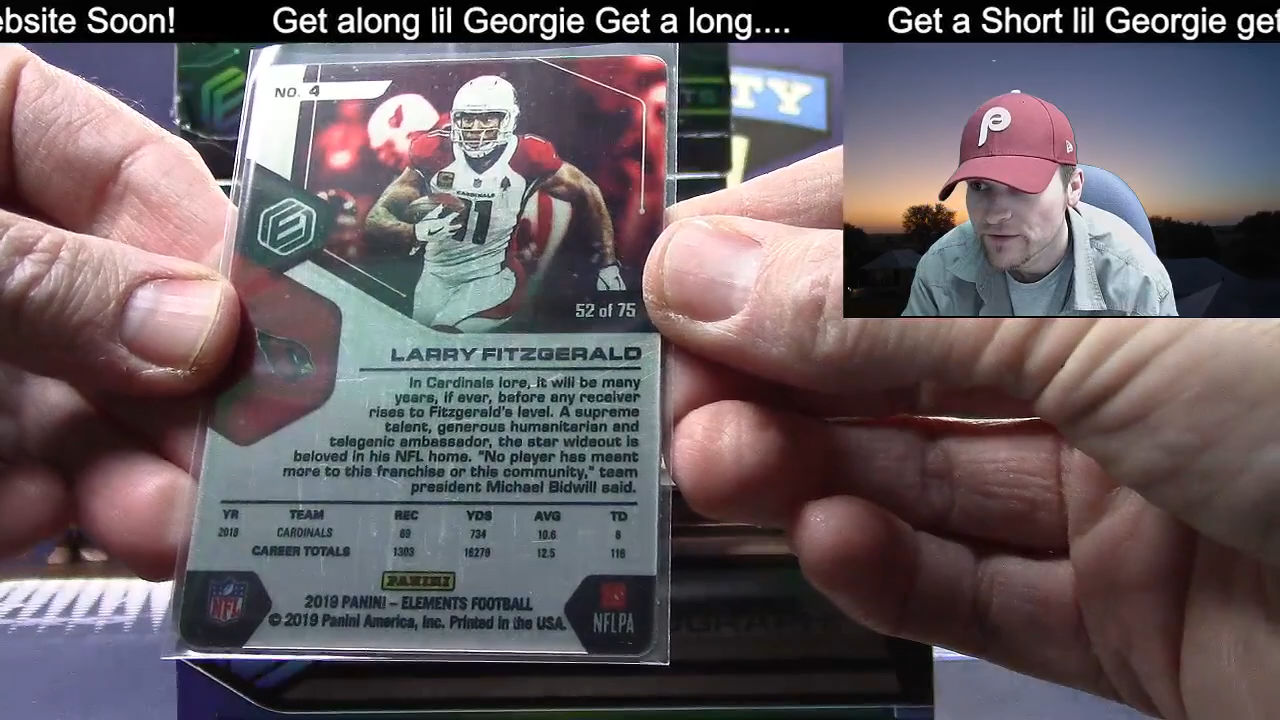 ebsite Soon! Get along lil Georgie Get a long.... Get a Short lil Georgie get
NO. 4
TY
P
CARDINALS
11
52 of 75
LARRY FITZGERALD
In Cardinals lore, it will be many
years, if ever, before any receiver
rises to Fitzgerald's level. A supreme
talent, generous humanitarian and
telegenic ambassador, the star wideout is
beloved in his NFL home. "No player has meant
more to this franchise or this community," team
president Michael Bidwill said.
YR TEAM REC YDS AVG TD
2018 CARDINALS 69 734 10.6 6
CAREER TOTALS 1303 16279 12.5 116
PANINI
NFL
2019 PANINI – ELEMENTS FOOTBALL
© 2019 Panini America, Inc. Printed in the USA.
NFLPA